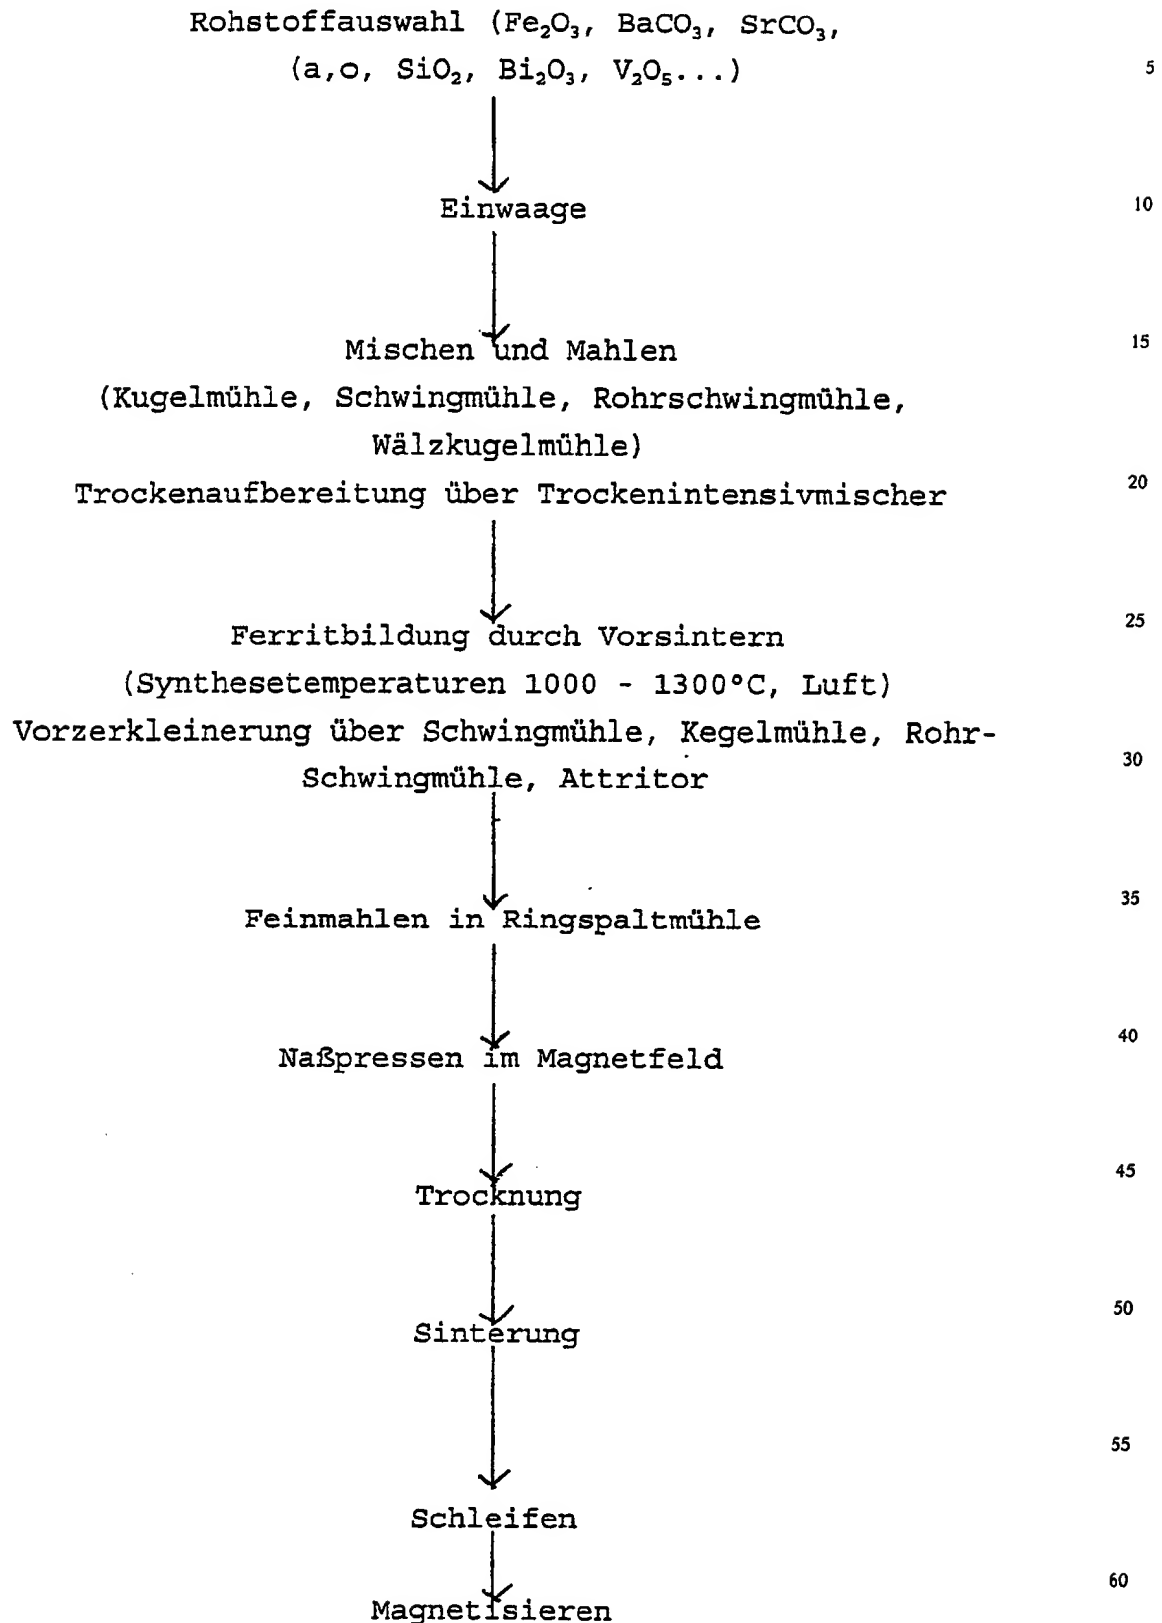 Rohstoffauswahl (Fe₂O₃, BaCO₃, SrCO₃,
(a,o, SiO₂, Bi₂O₃, V₂O₅...)
5
Einwaage
10
Mischen und Mahlen
15
(Kugelmühle, Schwingmühle, Rohrschwingmühle,
Wälzkugelmühle)
Trockenaufbereitung über Trockenintensivmischer
20
Ferritbildung durch Vorsintern
25
(Synthesetemperaturen 1000 - 1300°C, Luft)
Vorzerkleinerung über Schwingmühle, Kegelmühle, Rohr-
30
Schwingmühle, Attritor
Feinmahlen in Ringspaltmühle
35
Naßpressen im Magnetfeld
40
Trocknung
45
Sinterung
50
55
Schleifen
60
Magnetisieren